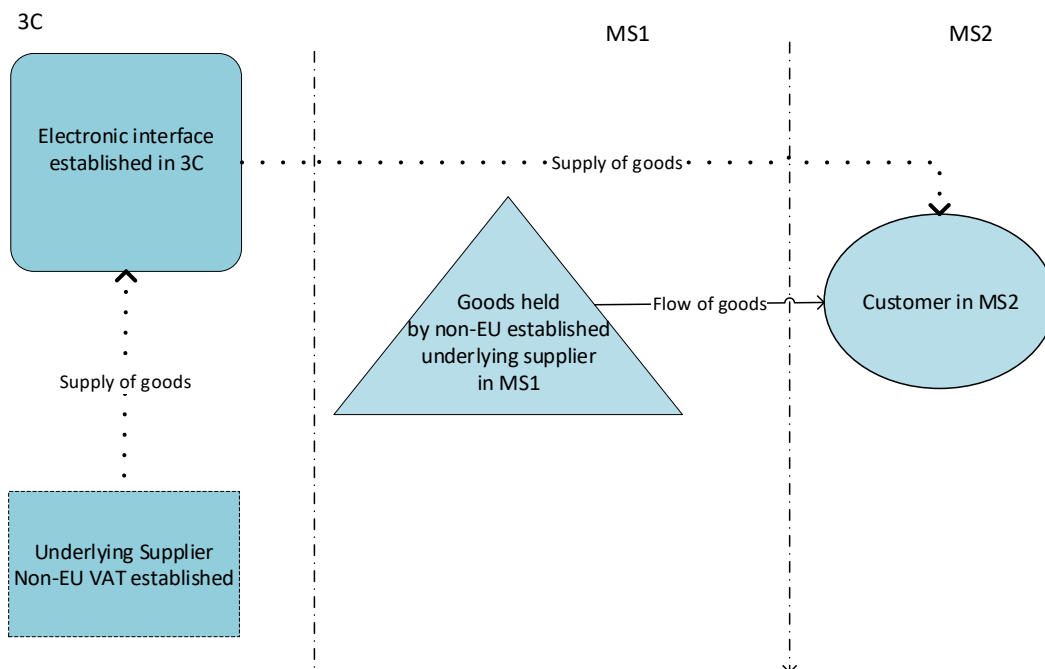 3C
MS1
MS2
Electronic interface
established in 3C
Supply of goods
Goods held
by non-EU established
underlying supplier
in MS1
Flow of goods
Customer in MS2
Supply of goods
Underlying Supplier
Non-EU VAT established